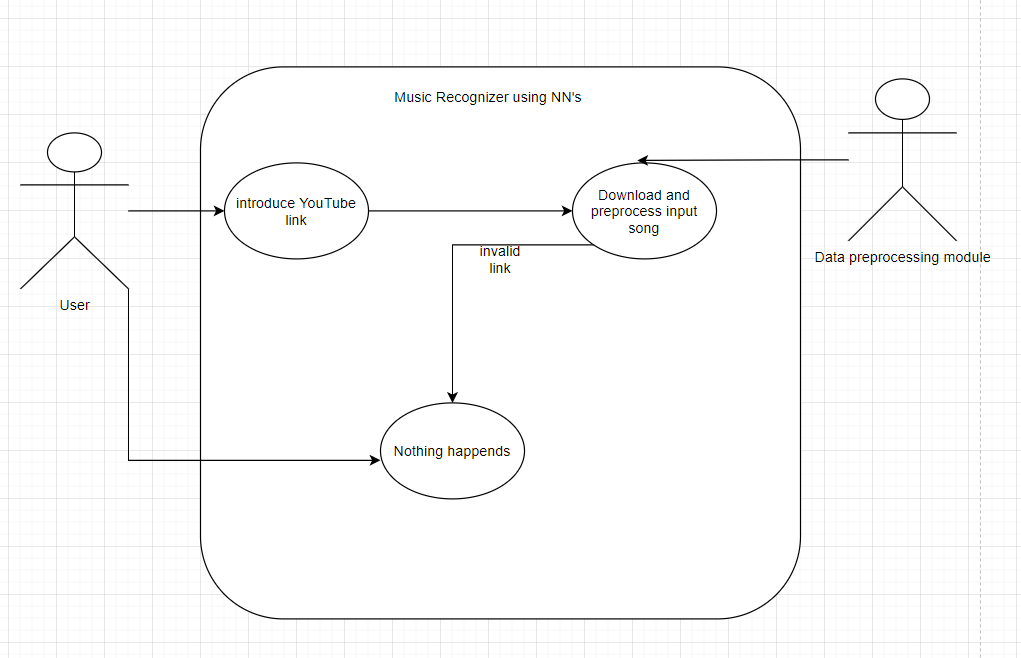 Music Recognizer using NN's
introduce YouTube
link
Download and
preprocess input
song
invalid
link
Data preprocessing module
User
Nothing happends